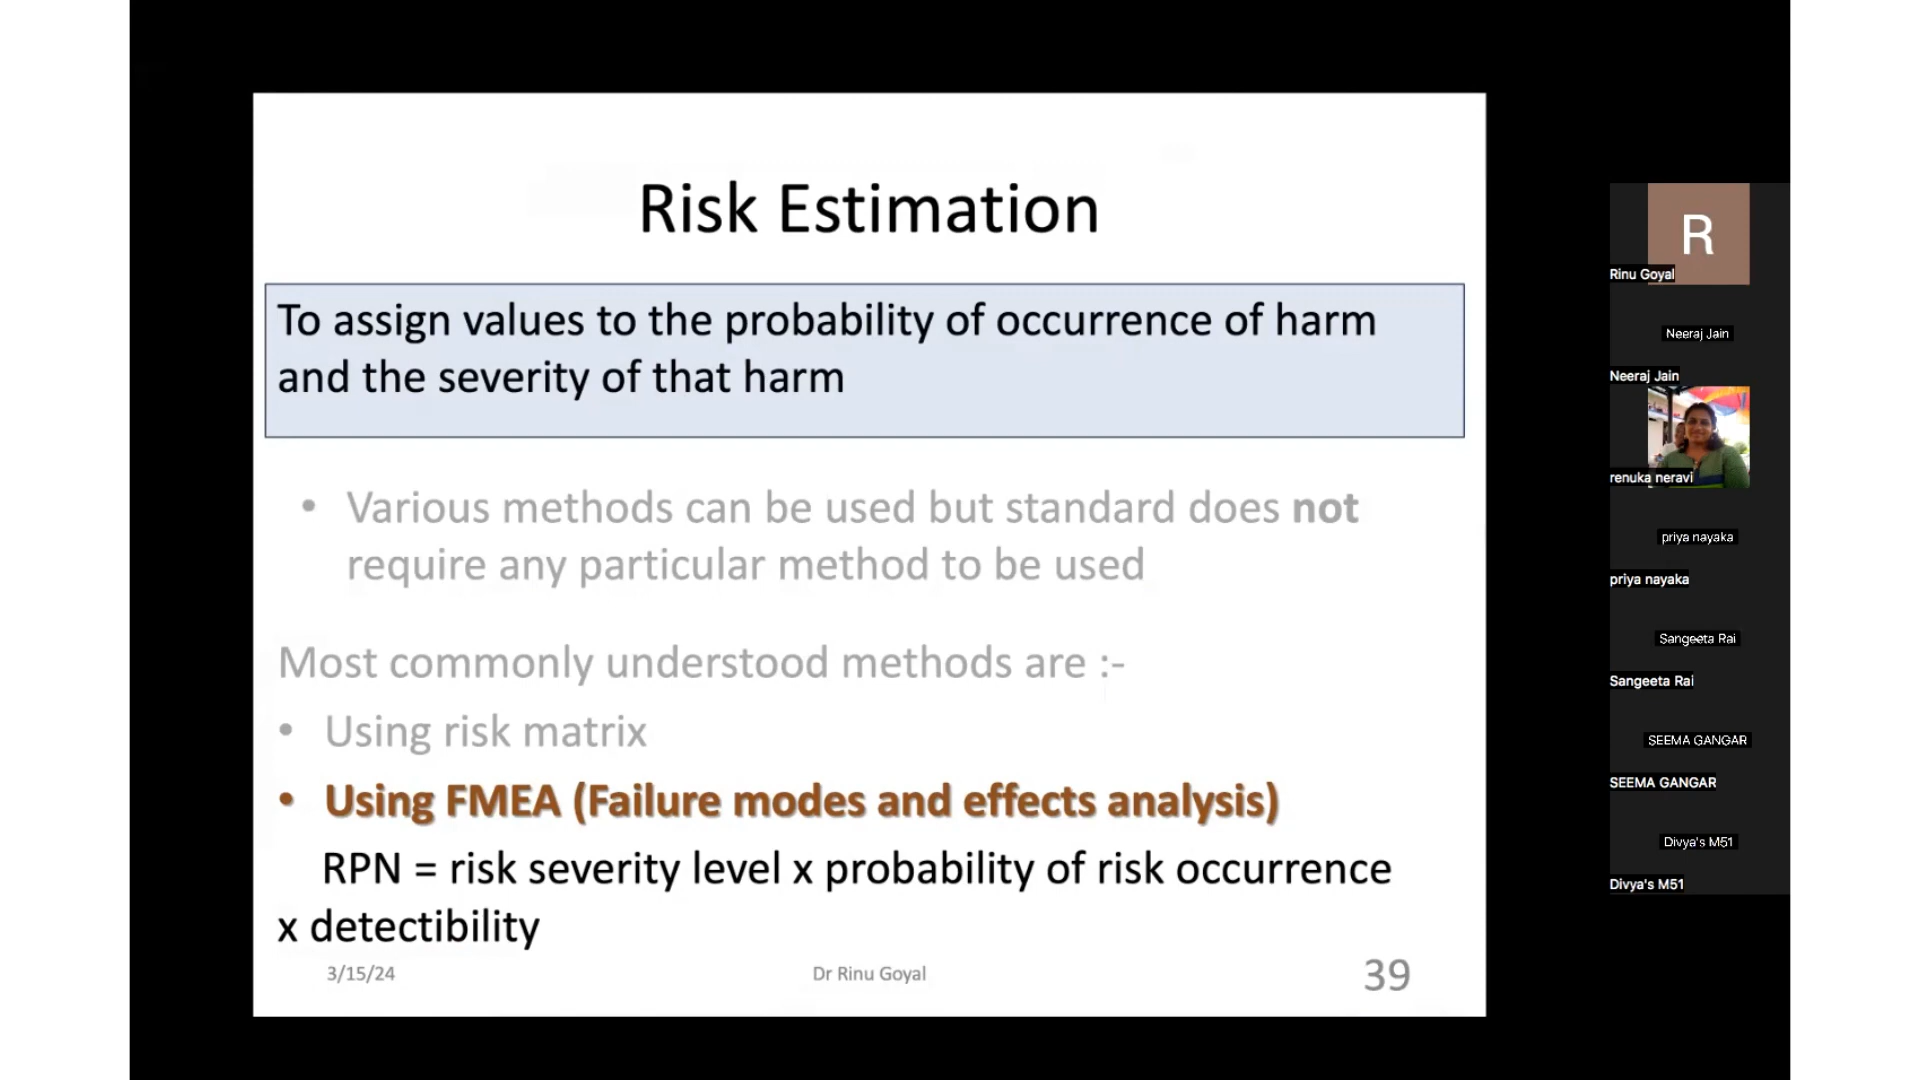 Risk Estimation
To assign values to the probability of occurrence of harm
and the severity of that harm
• Various methods can be used but standard does not
require any particular method to be used
Most commonly understood methods are :-
• Using risk matrix
• Using FMEA (Failure modes and effects analysis)
RPN = risk severity level x probability of risk occurrence
x detectibility
3/15/24
Dr Rinu Goyal
39
R
Rinu Goyal
Neeraj Jain
Neeraj Jain
renuka neravi
priya nayaka
priya nayaka
Sangeeta Rai
Sangeeta Rai
SEEMA GANGAR
SEEMA GANGAR
Divya's M51
Divya's M51